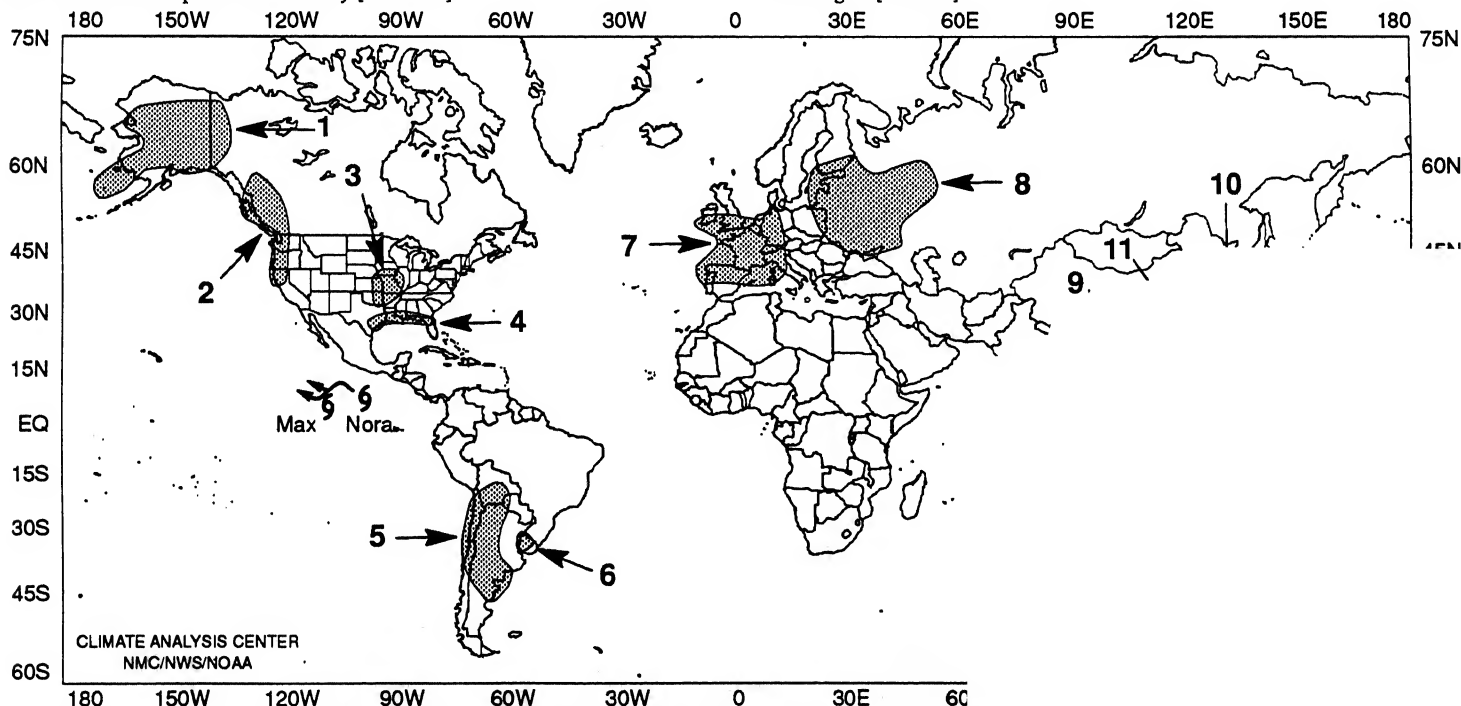 180 150W 120W 90W 60W 30W 0 30E 60E 90E 120E 150E 180
75N 75N
1
60N 60N
3
8
10
7
11
45N 45N
2
9
30N
4
15N
Max Nora
EQ
15S
30S
5
6
45S
CLIMATE ANALYSIS CENTER
NMC/NWS/NOAA
60S
180 150W 120W 90W 60W 30W 0 30E